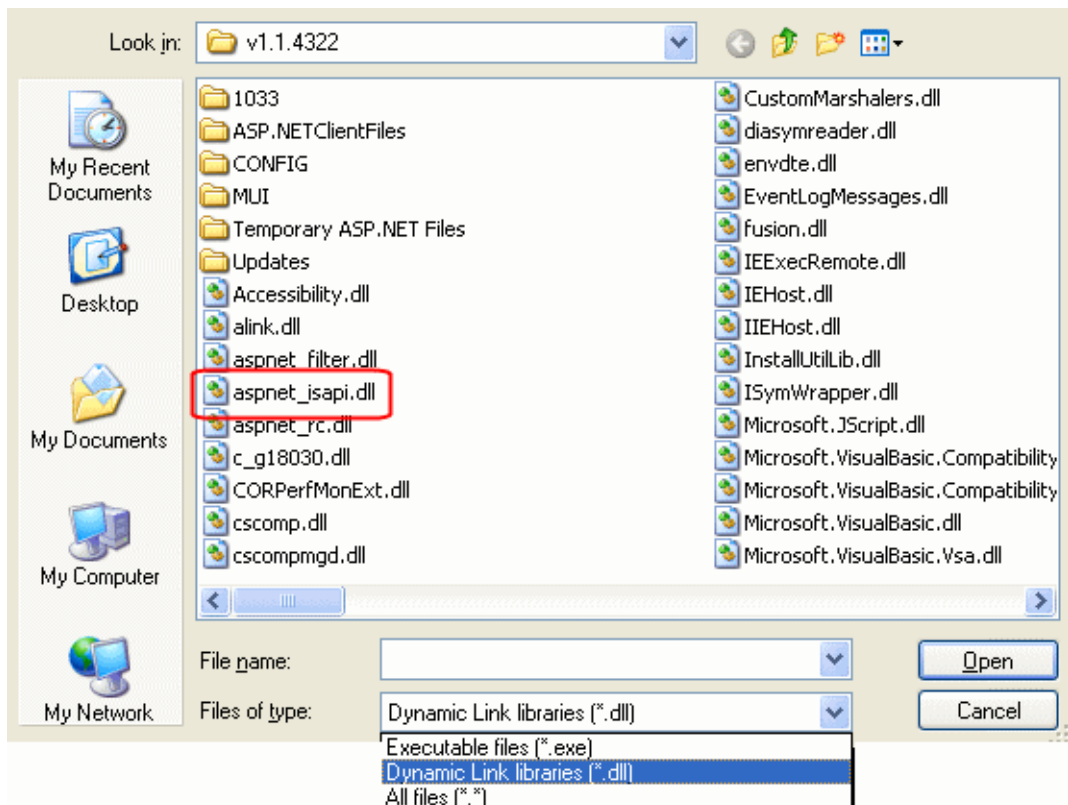 Look in:
v1.1.4322
My Recent
Documents
Desktop
My Documents
My Computer
My Network
1033
ASP.NETClientFiles
CONFIG
MUI
Temporary ASP.NET Files
Updates
Accessibility.dll
alink.dll
aspnet_filter.dll
aspnet_isapi.dll
aspnet_rc.dll
c_g18030.dll
CORPerfMonExt.dll
cscomp.dll
cscompmgd.dll
CustomMarshalers.dll
diasymreader.dll
envdte.dll
EventLogMessages.dll
fusion.dll
IEExecRemote.dll
IEHost.dll
IIEHost.dll
InstallUtilLib.dll
ISymWrapper.dll
Microsoft.JScript.dll
Microsoft.VisualBasic.Compatibility
Microsoft.VisualBasic.Compatibility
Microsoft.VisualBasic.dll
Microsoft.VisualBasic.Vsa.dll
File name:
Open
Files of type:
Dynamic Link libraries (*.dll)
Cancel
Executable files (*.exe)
Dynamic Link libraries (*.dll)
All files (*.*)